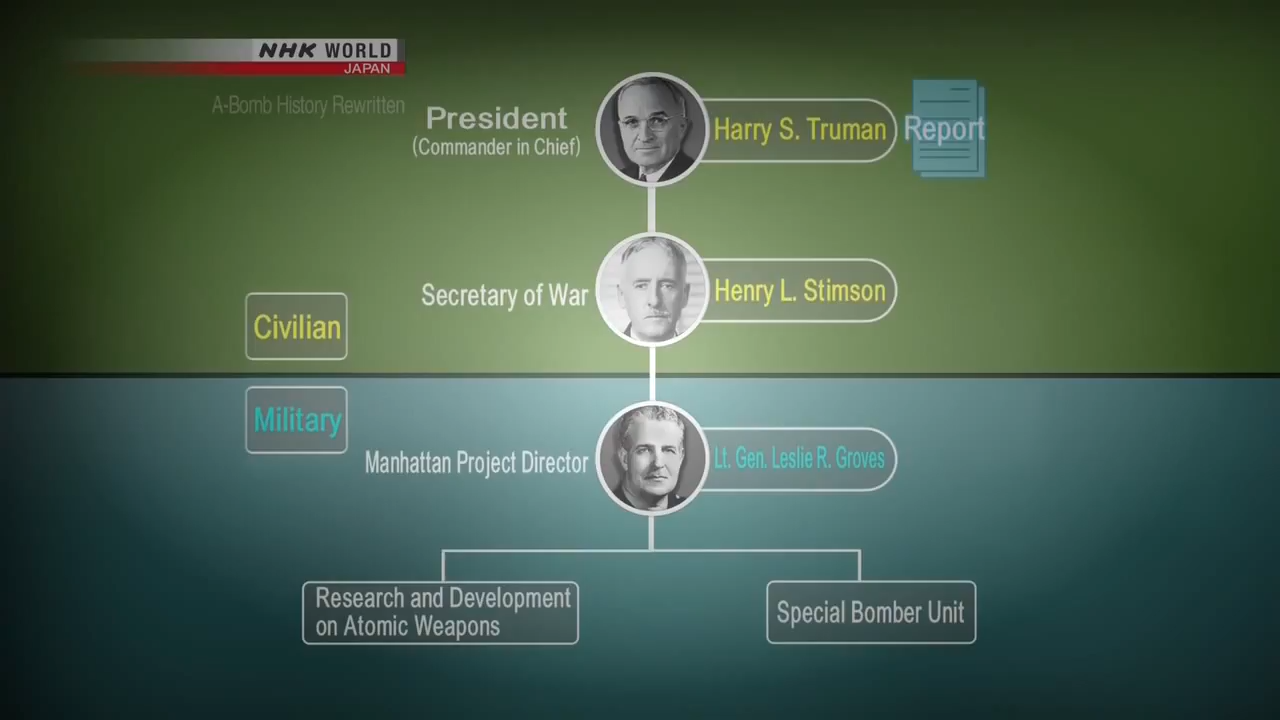 NHK WORLD
JAPAN
A-Bomb History Rewritten
President
(Commander in Chief)
Harry S. Truman
Report
Secretary of War
Henry L. Stimson
Civilian
Military
Manhattan Project Director
Lt. Gen. Leslie R. Groves
Research and Development
on Atomic Weapons
Special Bomber Unit